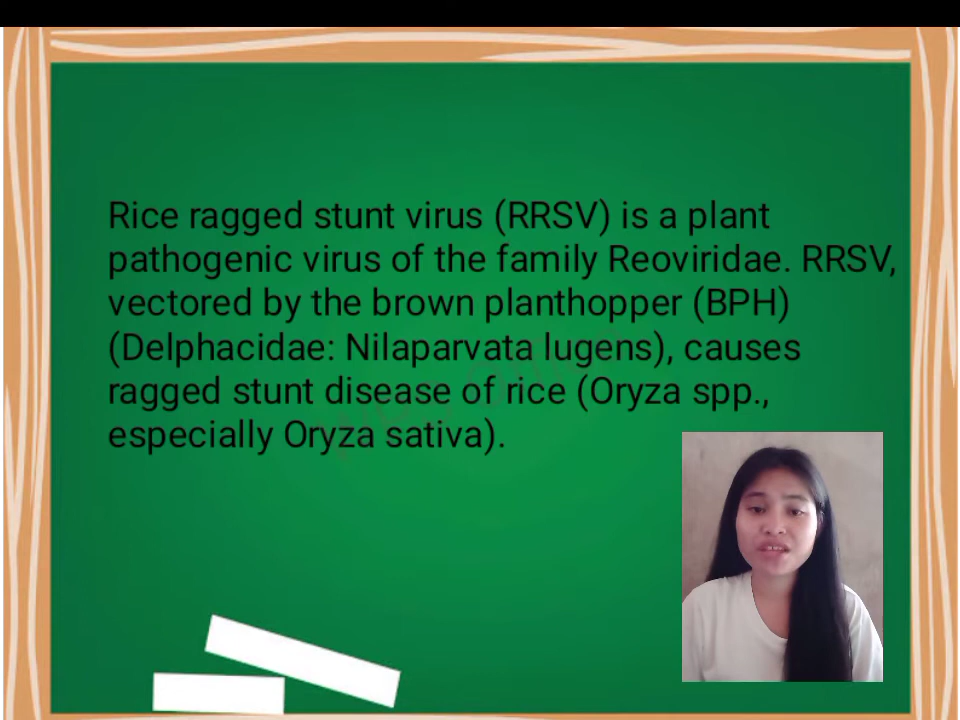 Rice ragged stunt virus (RRSV) is a plant
pathogenic virus of the family Reoviridae. RRSV,
vectored by the brown planthopper (BPH)
(Delphacidae: Nilaparvata lugens), causes
ragged stunt disease of rice (Oryza spp.,
especially Oryza sativa).